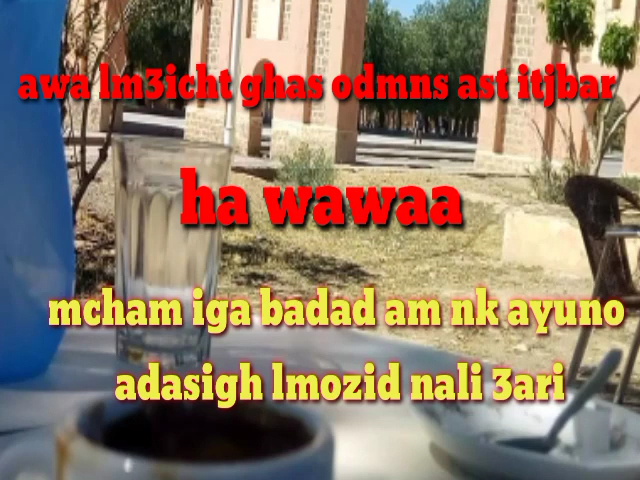 awa lm3icht ghas odmns ast itjbar
ha wawaa
mcham iga badad am nk ayuno
adasigh lmozid nali 3ari